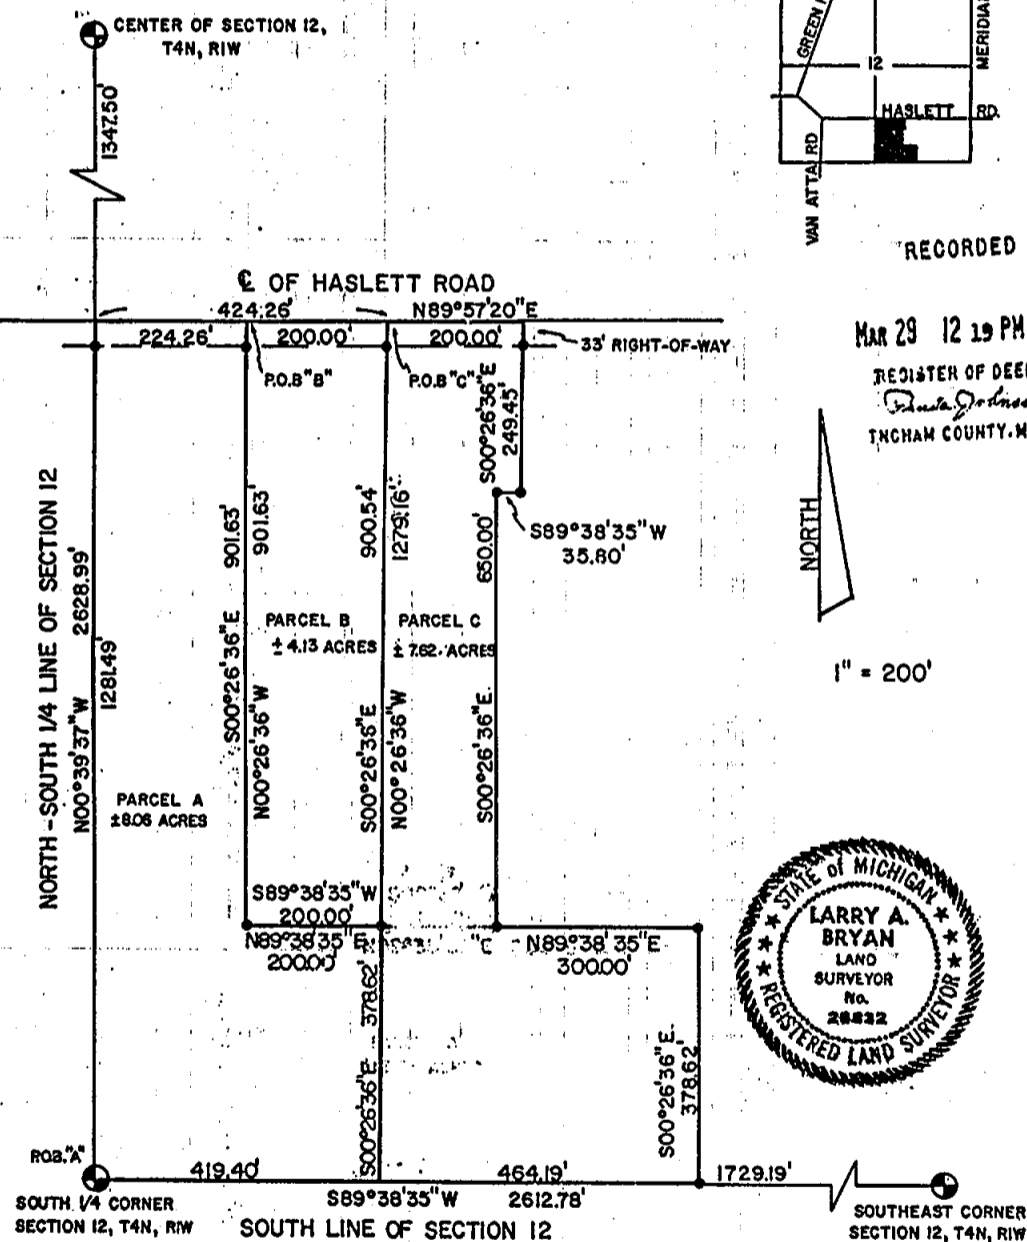 CENTER OF SECTION 12,
T4N, R1W
1347.50'
GREEN
MERIDIAN
12
HASLETT RD.
VAN ATTA RD
RECORDED
MAR 29 12 19 PM
REGISTER OF DEE
INGHAM COUNTY, M
℄ OF HASLETT ROAD
424.26' N89°57'20"E
224.26' 200.00' 200.00' 33' RIGHT-OF-WAY
P.O.B "B" P.O.B "C"
S00°26'36"E
249.45'
S89°38'35"W
35.80'
NORTH-SOUTH 1/4 LINE OF SECTION 12
N00°39'37"W 2628.99'
1281.49'
S00°26'36"E 901.63'
N00°26'36"W 901.63'
S00°26'36"E 900.54'
N00°26'36"W 1279.16'
S00°26'36"E 650.00'
PARCEL A
±8.06 ACRES
PARCEL B
±4.13 ACRES
PARCEL C
±7.62 ACRES
NORTH
1" = 200'
S89°38'35"W
200.00'
N89°38'35"E
200.00'
N89°38'35"E
300.00'
S00°26'36"E 378.62'
S00°26'36"E
378.62'
STATE of MICHIGAN
LARRY A.
BRYAN
LAND
SURVEYOR
No.
REGISTERED LAND SURVEYOR
P.O.B. "A"
419.40' 464.19' 1729.19'
S89°38'35"W 2612.78'
SOUTH 1/4 CORNER
SECTION 12, T4N, R1W
SOUTH LINE OF SECTION 12
SOUTHEAST CORNER
SECTION 12, T4N, R1W